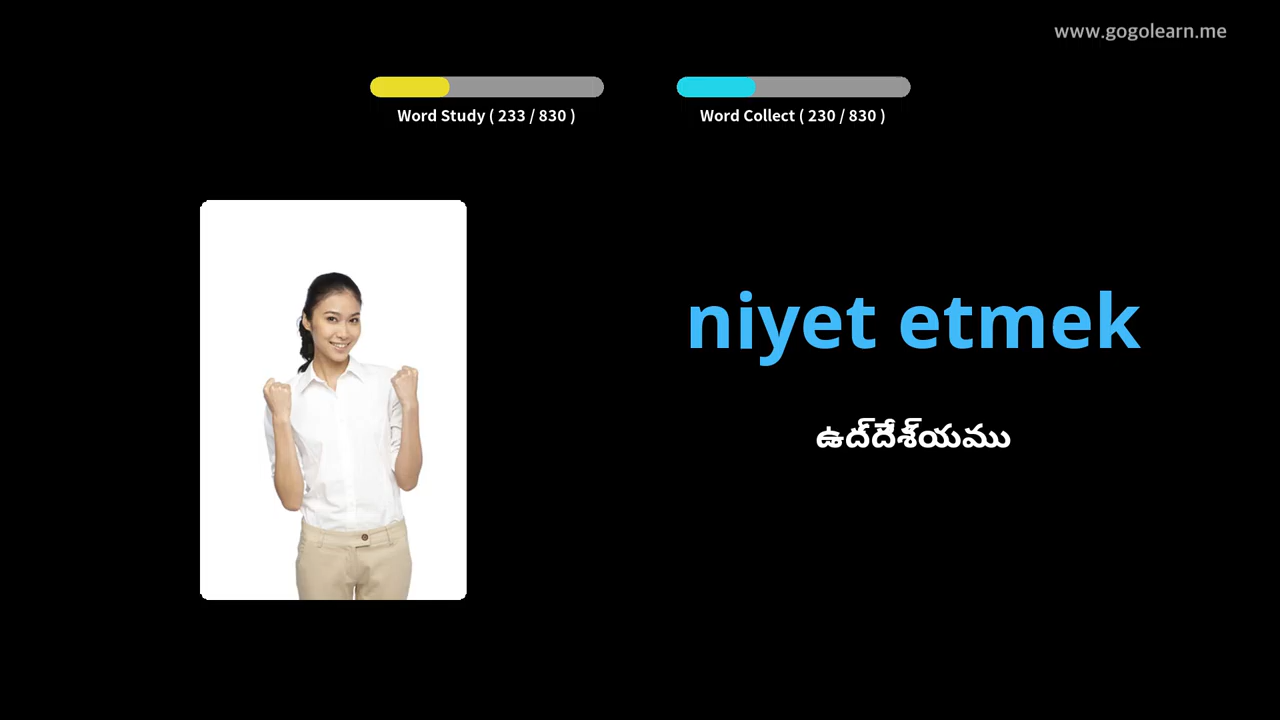 www.gogolearn.me
Word Study ( 233 / 830 )
Word Collect ( 230 / 830 )
niyet etmek
ఉద్‌దేశ్‌యము